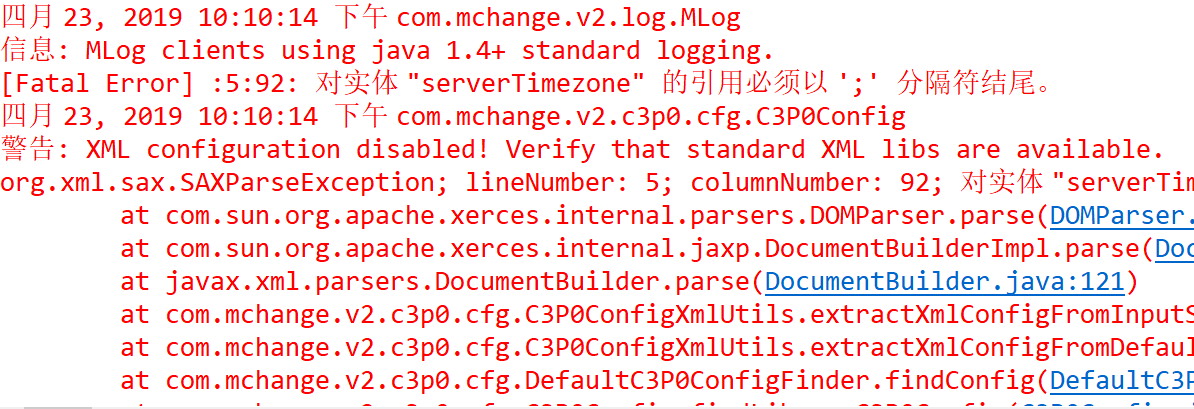 四月 23, 2019 10:10:14 下午 com.mchange.v2.log.MLog
信息: MLog clients using java 1.4+ standard logging.
[Fatal Error] :5:92: 对实体 "serverTimezone" 的引用必须以 ';' 分隔符结尾。
四月 23, 2019 10:10:14 下午 com.mchange.v2.c3p0.cfg.C3P0Config
警告: XML configuration disabled! Verify that standard XML libs are available.
org.xml.sax.SAXParseException; lineNumber: 5; columnNumber: 92; 对实体 "serverTim
at com.sun.org.apache.xerces.internal.parsers.DOMParser.parse(DOMParser.
at com.sun.org.apache.xerces.internal.jaxp.DocumentBuilderImpl.parse(Doc
at javax.xml.parsers.DocumentBuilder.parse(DocumentBuilder.java:121)
at com.mchange.v2.c3p0.cfg.C3P0ConfigXmlUtils.extractXmlConfigFromInputS
at com.mchange.v2.c3p0.cfg.C3P0ConfigXmlUtils.extractXmlConfigFromDefaul
at com.mchange.v2.c3p0.cfg.DefaultC3P0ConfigFinder.findConfig(DefaultC3P